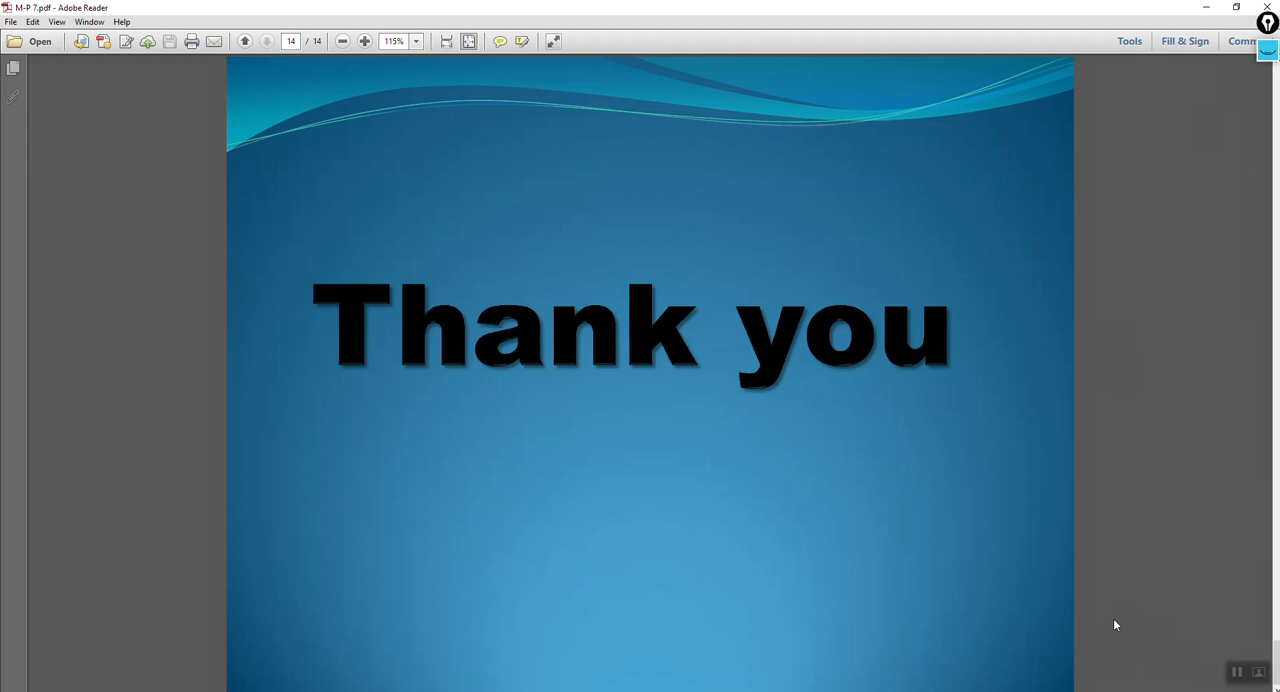 M-P 7.pdf - Adobe Reader
File Edit View Window Help
Open 14 / 14 115% Tools Fill & Sign Comm
Thank you